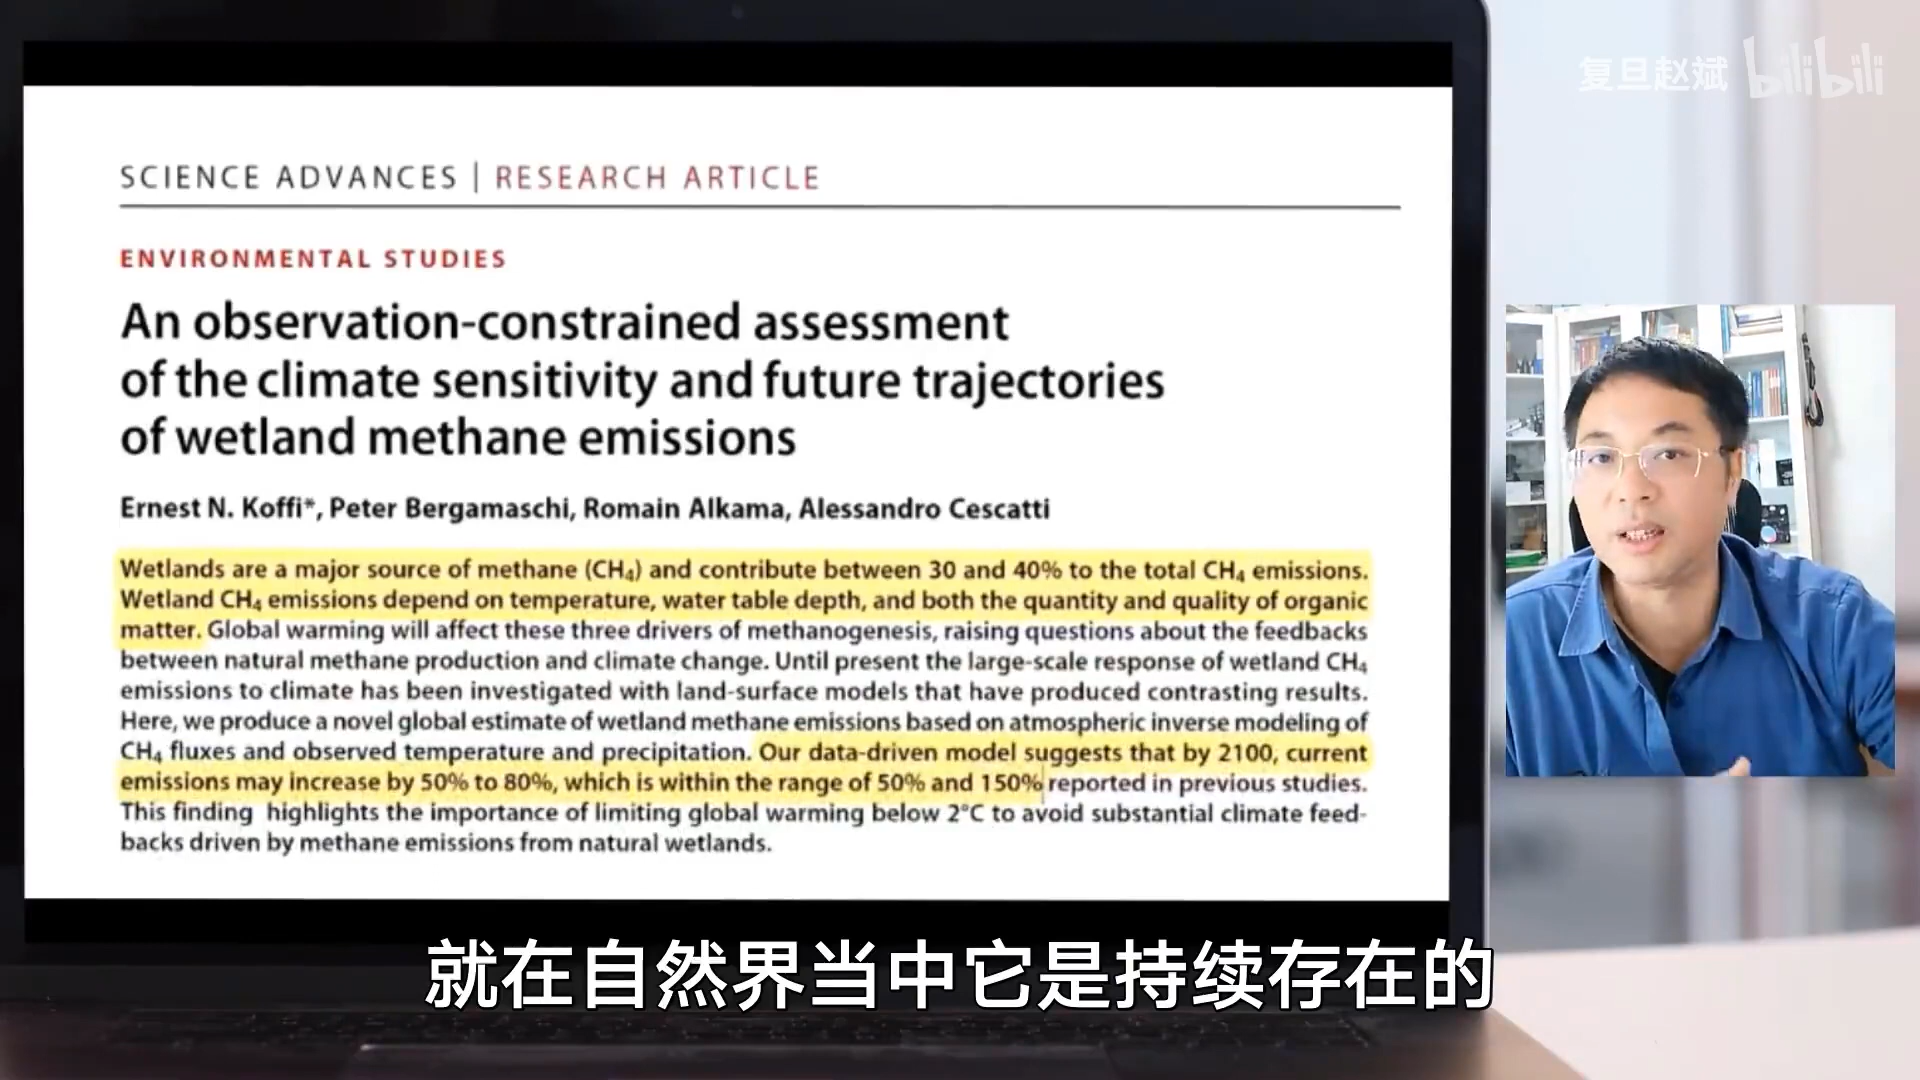 复旦赵斌 bilibili
SCIENCE ADVANCES | RESEARCH ARTICLE
ENVIRONMENTAL STUDIES
An observation-constrained assessment
of the climate sensitivity and future trajectories
of wetland methane emissions
Ernest N. Koffi*, Peter Bergamaschi, Romain Alkama, Alessandro Cescatti
Wetlands are a major source of methane (CH₄) and contribute between 30 and 40% to the total CH₄ emissions.
Wetland CH₄ emissions depend on temperature, water table depth, and both the quantity and quality of organic
matter. Global warming will affect these three drivers of methanogenesis, raising questions about the feedbacks
between natural methane production and climate change. Until present the large-scale response of wetland CH₄
emissions to climate has been investigated with land-surface models that have produced contrasting results.
Here, we produce a novel global estimate of wetland methane emissions based on atmospheric inverse modeling of
CH₄ fluxes and observed temperature and precipitation. Our data-driven model suggests that by 2100, current
emissions may increase by 50% to 80%, which is within the range of 50% and 150% reported in previous studies.
This finding highlights the importance of limiting global warming below 2°C to avoid substantial climate feed-
backs driven by methane emissions from natural wetlands.
就在自然界当中它是持续存在的